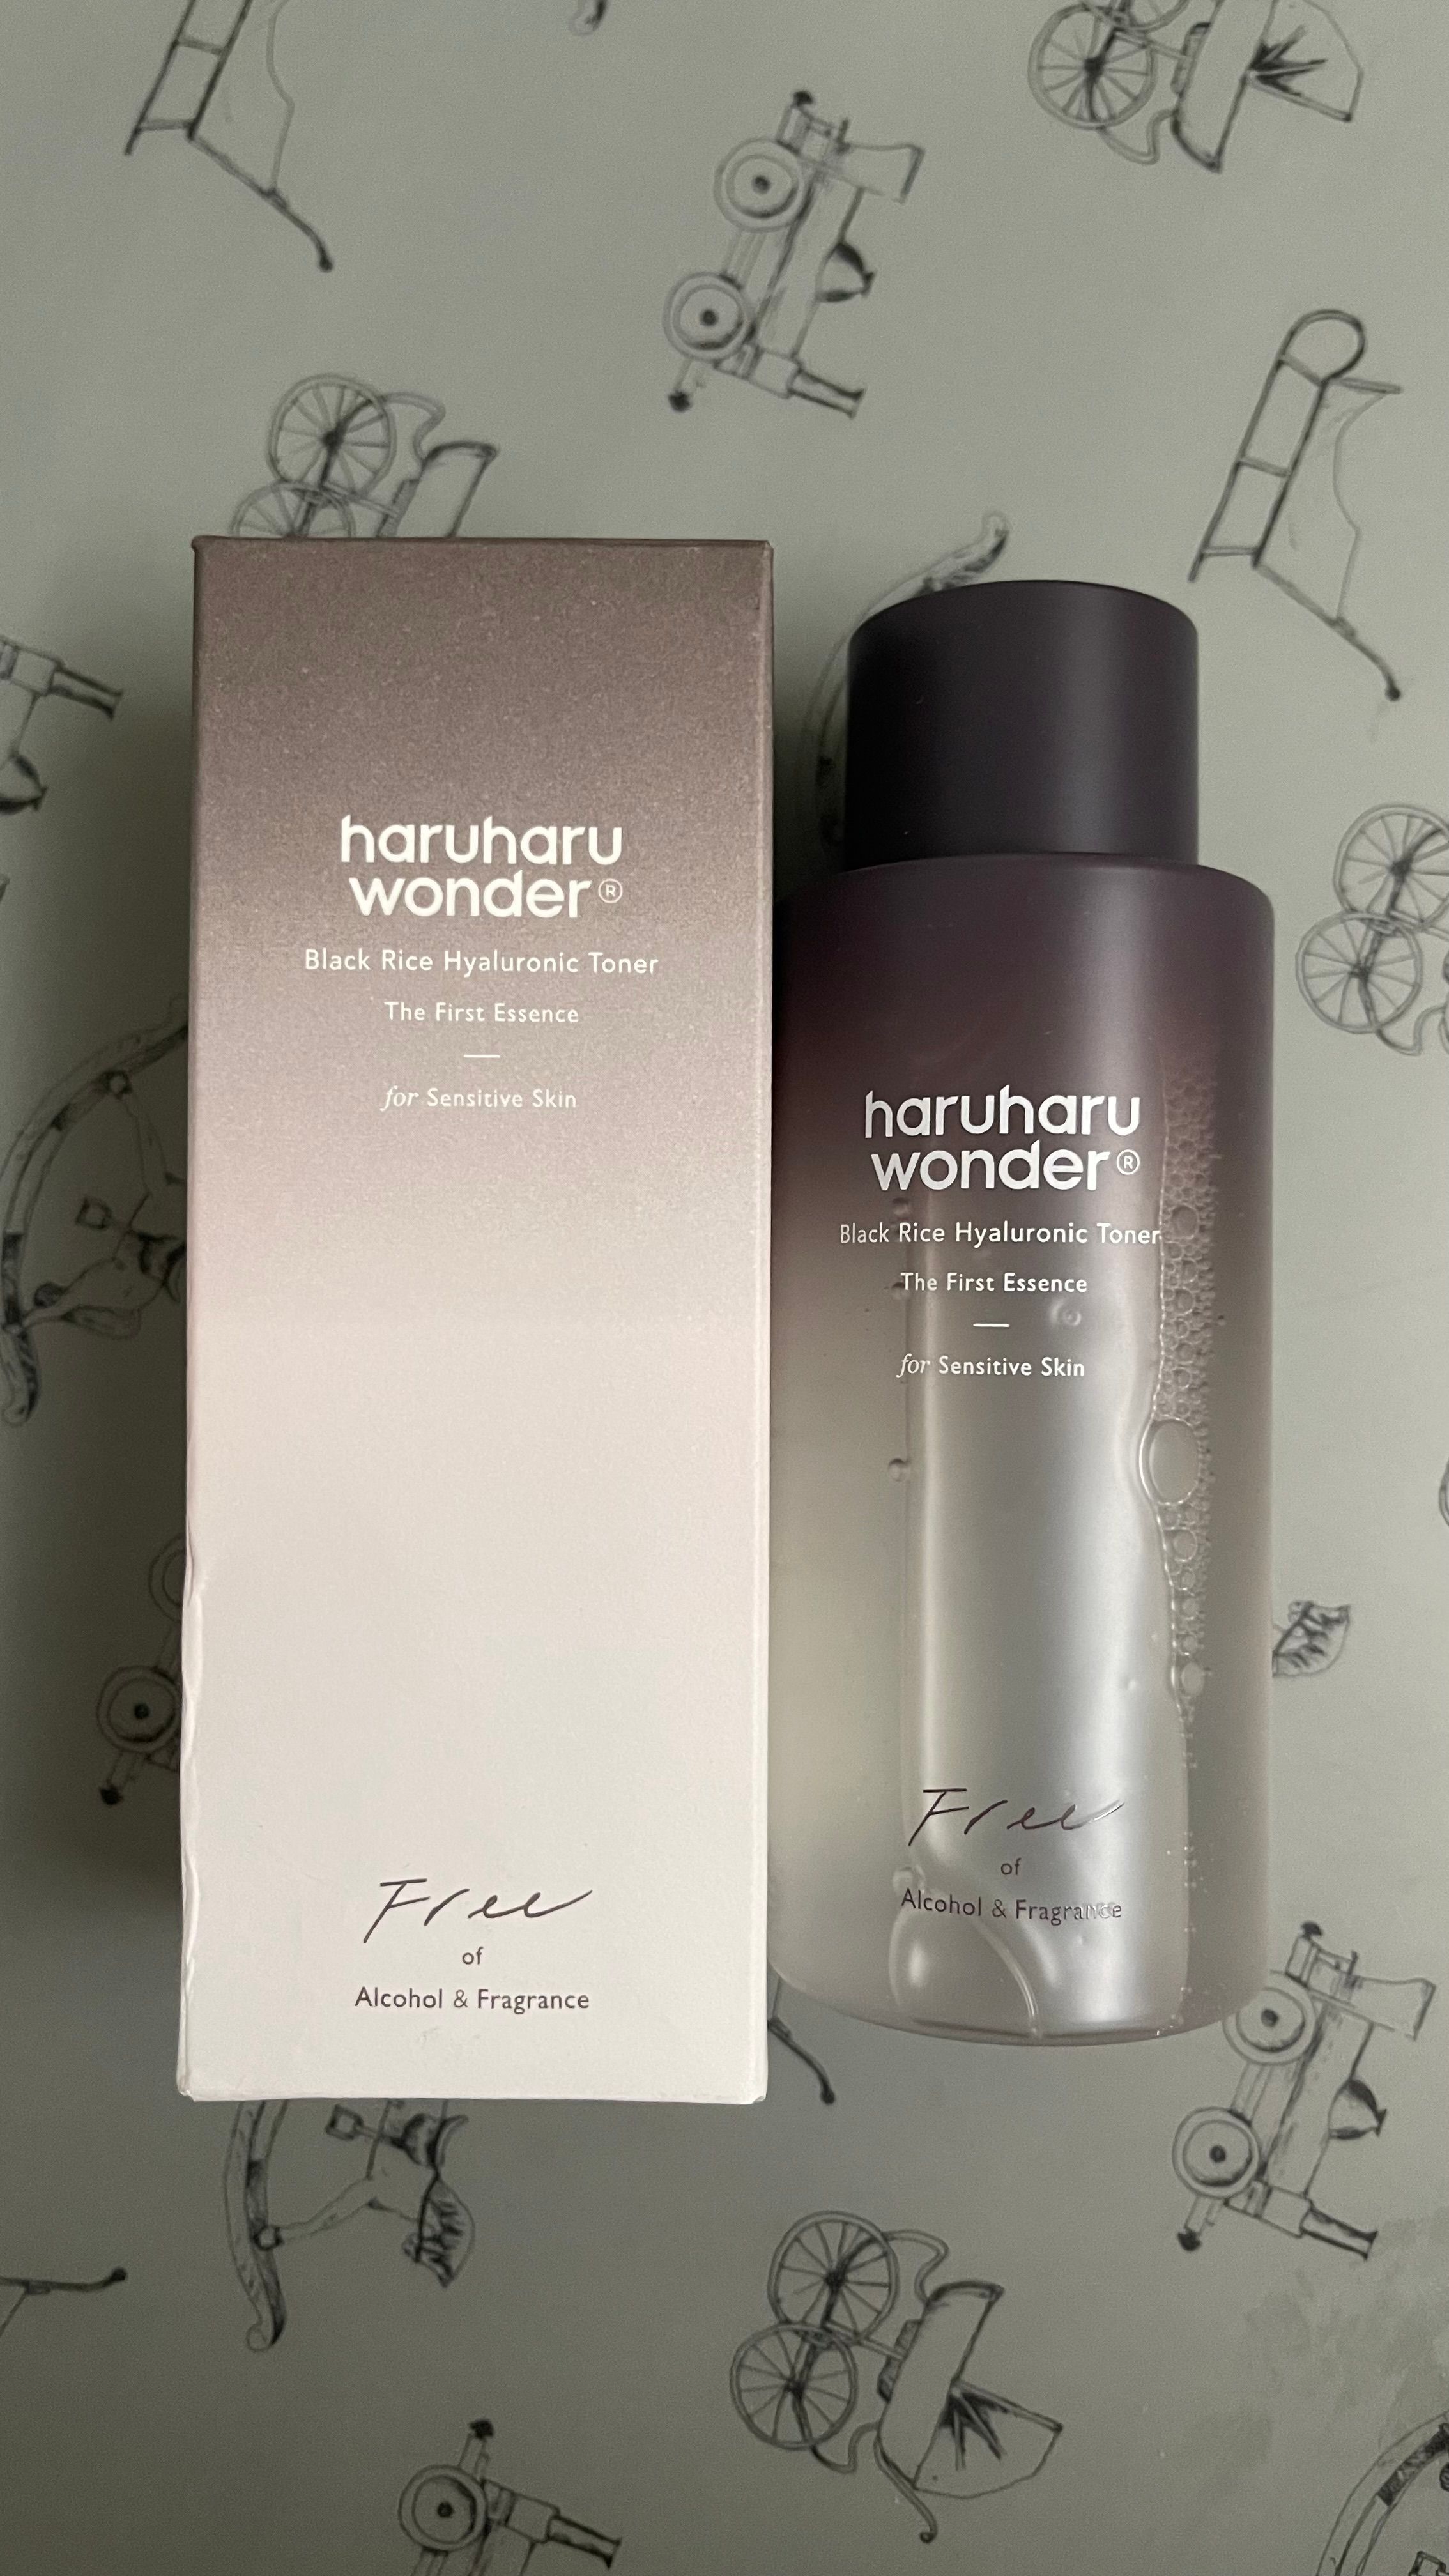 haruharu
wonder®
Black Rice Hyaluronic Toner
The First Essence
for Sensitive Skin
Free
of
Alcohol & Fragrance
haruharu
wonder®
Black Rice Hyaluronic Toner
The First Essence
for Sensitive Skin
Free
of
Alcohol & Fragrance